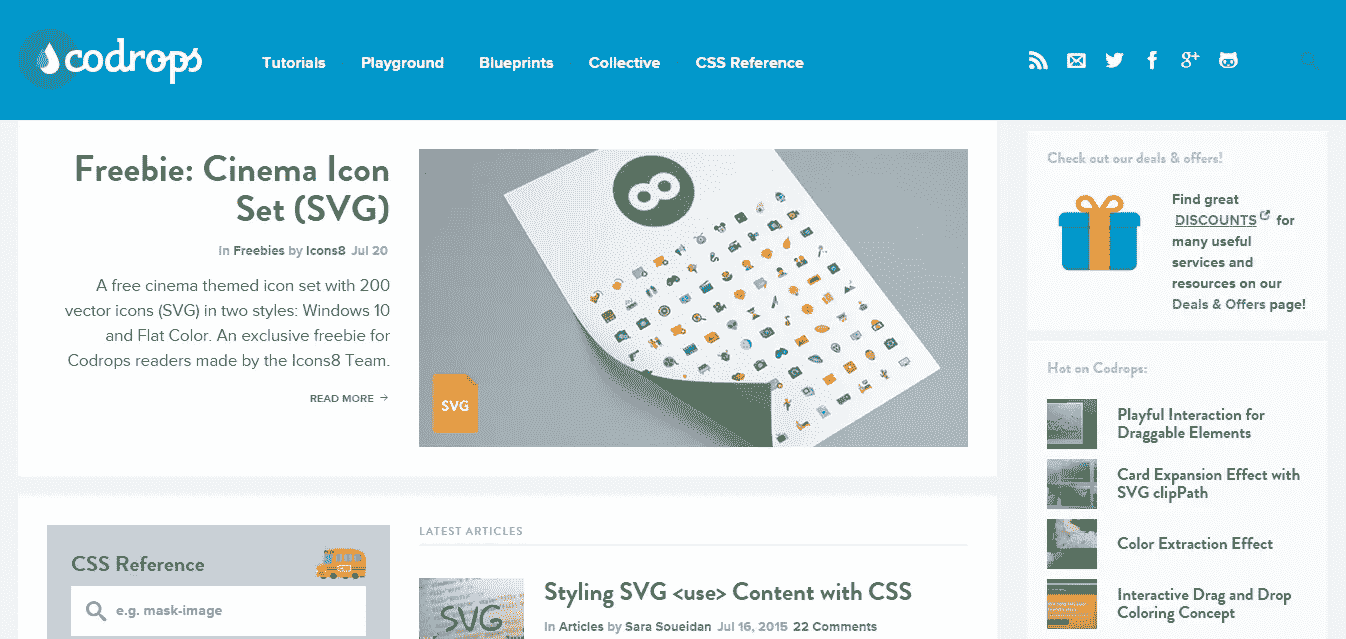 codrops
Tutorials
Playground
Blueprints
Collective
CSS Reference
Freebie: Cinema Icon
Set (SVG)
in Freebies by Icons8 Jul 20
A free cinema themed icon set with 200
vector icons (SVG) in two styles: Windows 10
and Flat Color. An exclusive freebie for
Codrops readers made by the Icons8 Team.
READ MORE →
SVG
Check out our deals & offers!
Find great
DISCOUNTS for
many useful
services and
resources on our
Deals & Offers page!
Hot on Codrops:
Playful Interaction for
Draggable Elements
Card Expansion Effect with
SVG clipPath
Color Extraction Effect
Interactive Drag and Drop
Coloring Concept
CSS Reference
e.g. mask-image
LATEST ARTICLES
SVG
Styling SVG <use> Content with CSS
In Articles by Sara Soueidan Jul 16, 2015 22 Comments